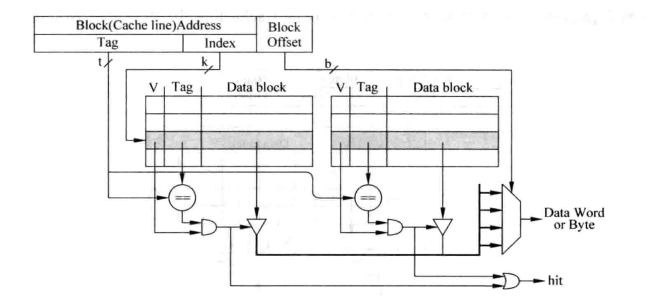 Block(Cache line)Address
Block
Offset
Tag
Index
t
k
b
V Tag Data block
V Tag Data block
==
==
Data Word
or Byte
hit